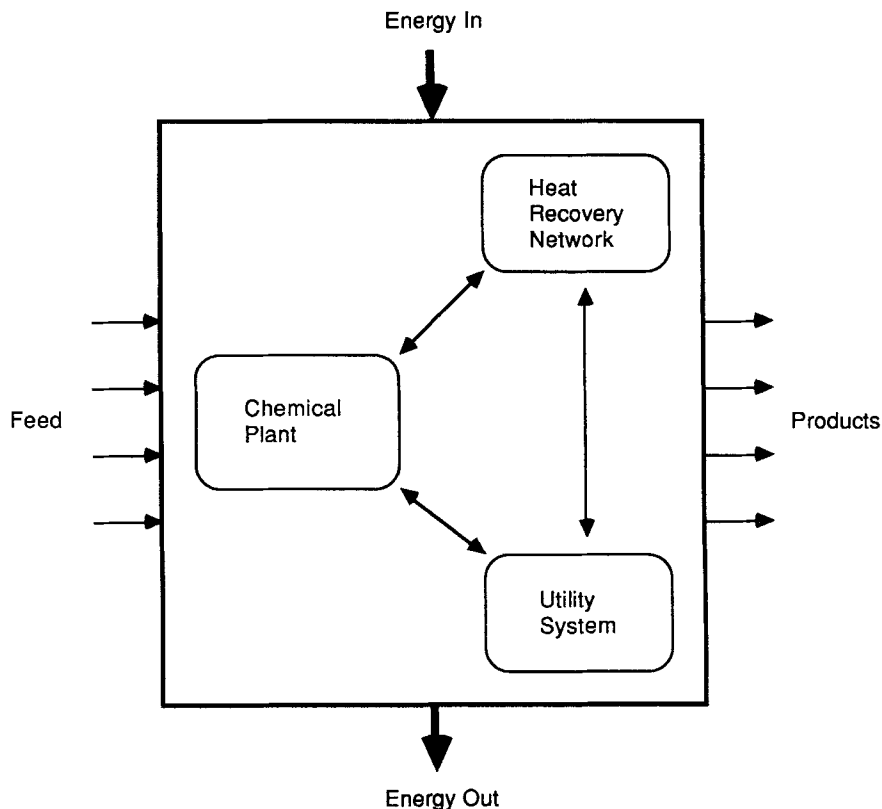 Energy In
Heat
Recovery
Network
Chemical
Plant
Feed
Products
Utility
System
Energy Out